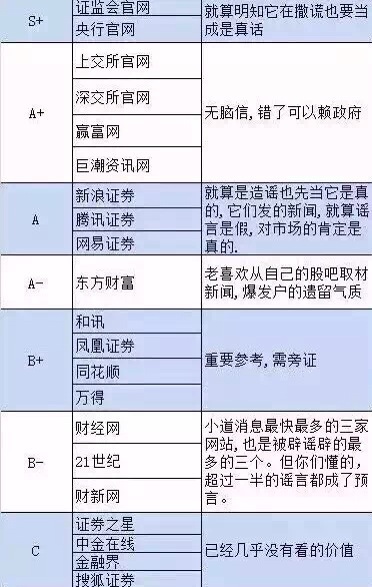 证监会官网
S+
央行官网
就算明知它在撒谎也要当
成是真话
上交所官网
深交所官网
A+
赢富网
巨潮资讯网
无脑信,错了可以赖政府
新浪证券
A
腾讯证券
网易证券
就算是造谣也先当它是真
的,它们发的新闻,就算谣
言是假,对市场的肯定是
真的.
A-
东方财富
老喜欢从自己的股吧取材
新闻,爆发户的遗留气质
和讯
凤凰证券
B+
同花顺
万得
重要参考,需旁证
财经网
B-
21世纪
财新网
小道消息最快最多的三家
网站,也是被辟谣辟的最
多的三个。但你们懂的,
超过一半的谣言都成了预
言。
证券之星
C
中金在线
金融界
搜狐证券
已经几乎没有看的价值